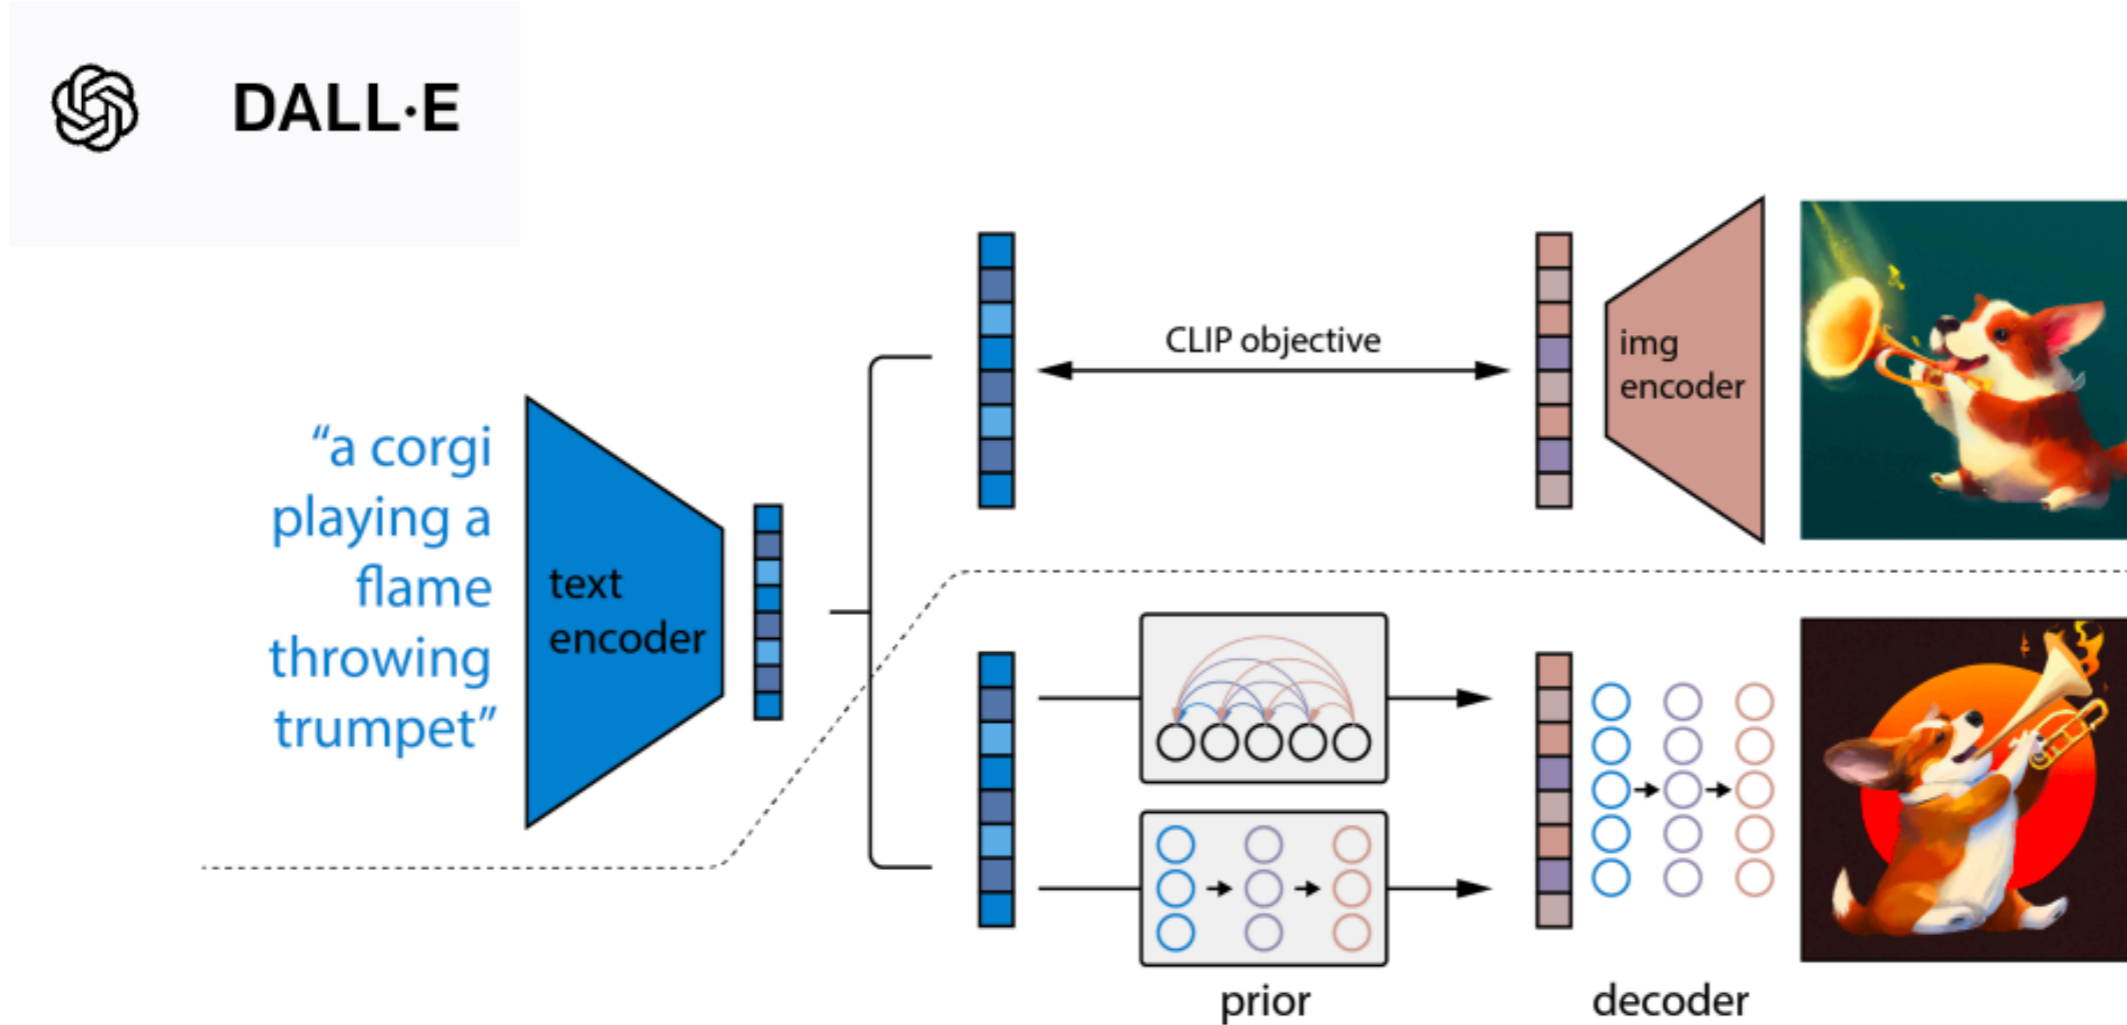 DALL·E
“a corgi
playing a
flame
throwing
trumpet”
text
encoder
CLIP objective
img
encoder
prior
decoder